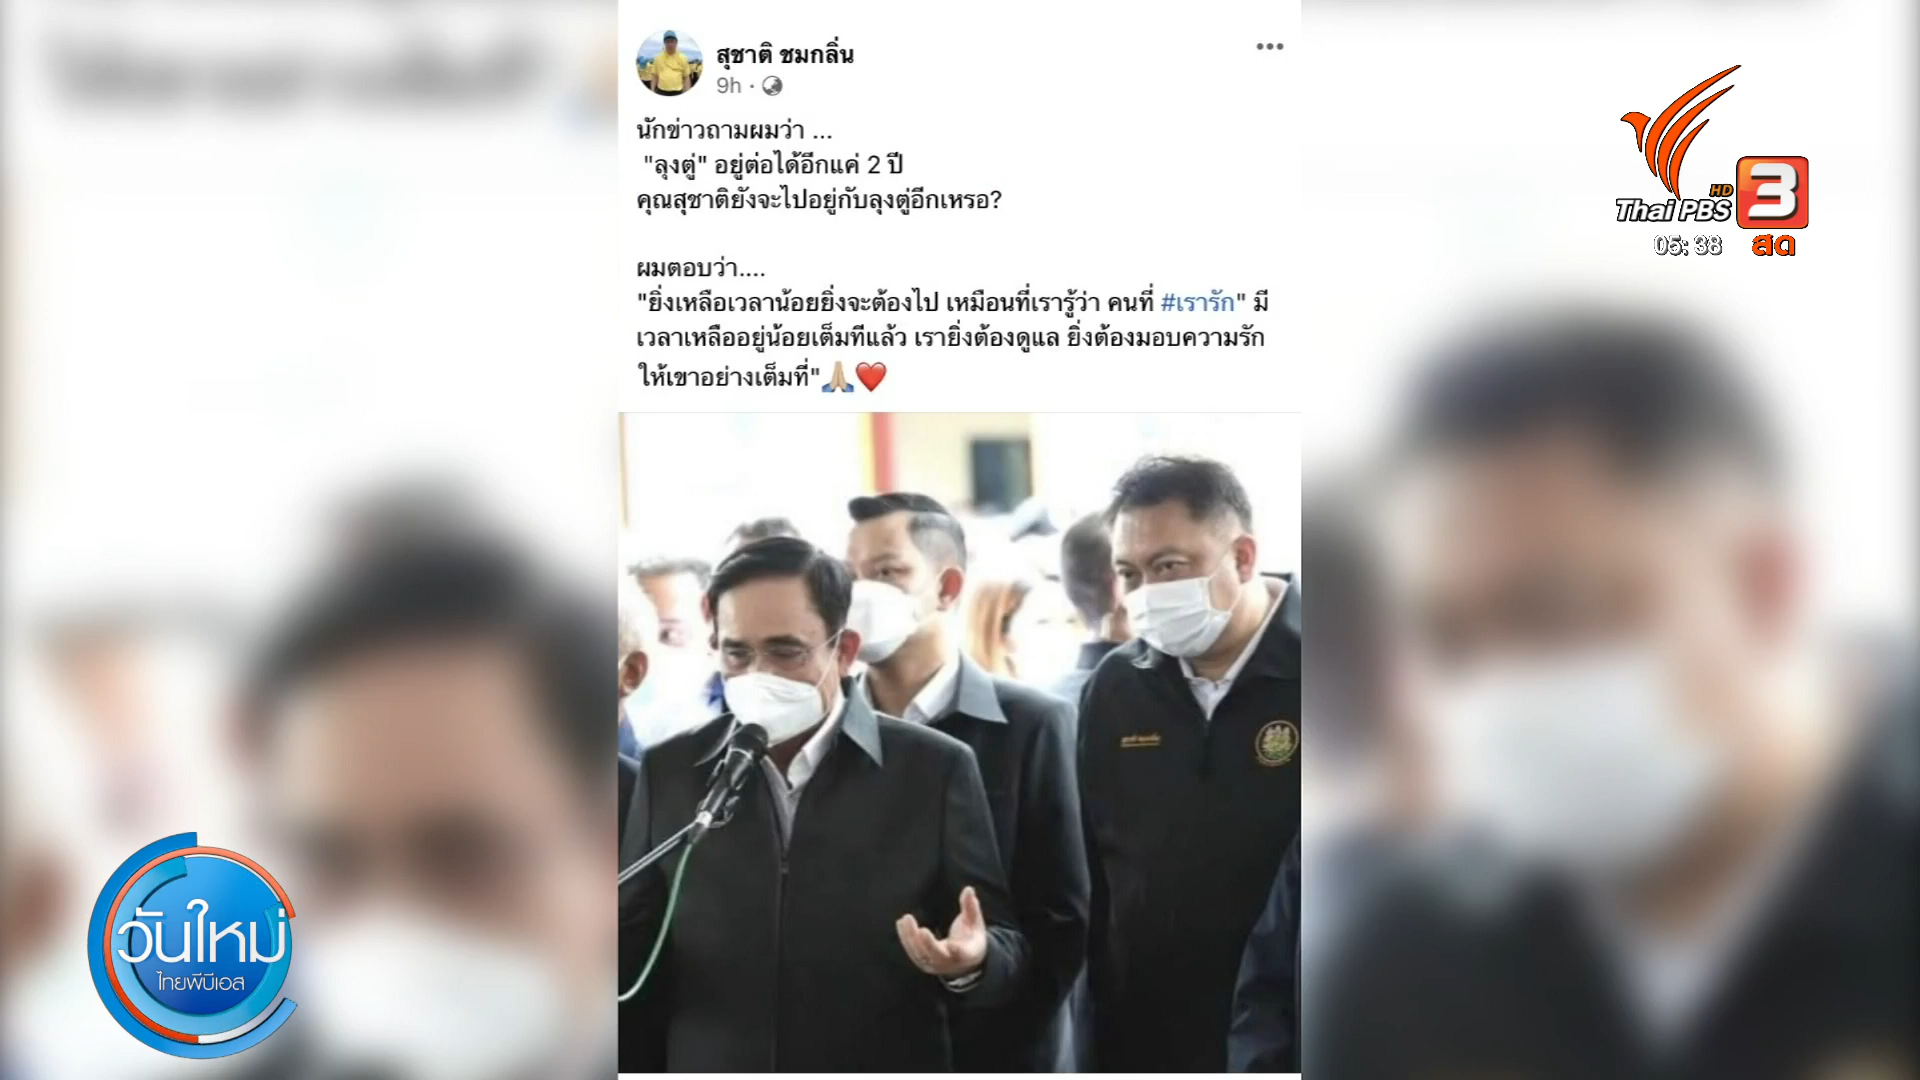 สุชาติ ชมกลิ่น
9h
นักข่าวถามผมว่า ...
"ลุงตู่" อยู่ต่อได้อีกแค่ 2 ปี
คุณสุชาติยังจะไปอยู่กับลุงตู่อีกเหรอ?
ผมตอบว่า....
"ยิ่งเหลือเวลาน้อยยิ่งจะต้องไป เหมือนที่เรารู้ว่า คนที่ #เรารัก" มี
เวลาเหลืออยู่น้อยเต็มทีแล้ว เรายิ่งต้องดูแล ยิ่งต้องมอบความรัก
ให้เขาอย่างเต็มที่"🙏🏼❤️
HD
Thai PBS 3
05:38 สด
วันใหม่
ไทยพีบีเอส